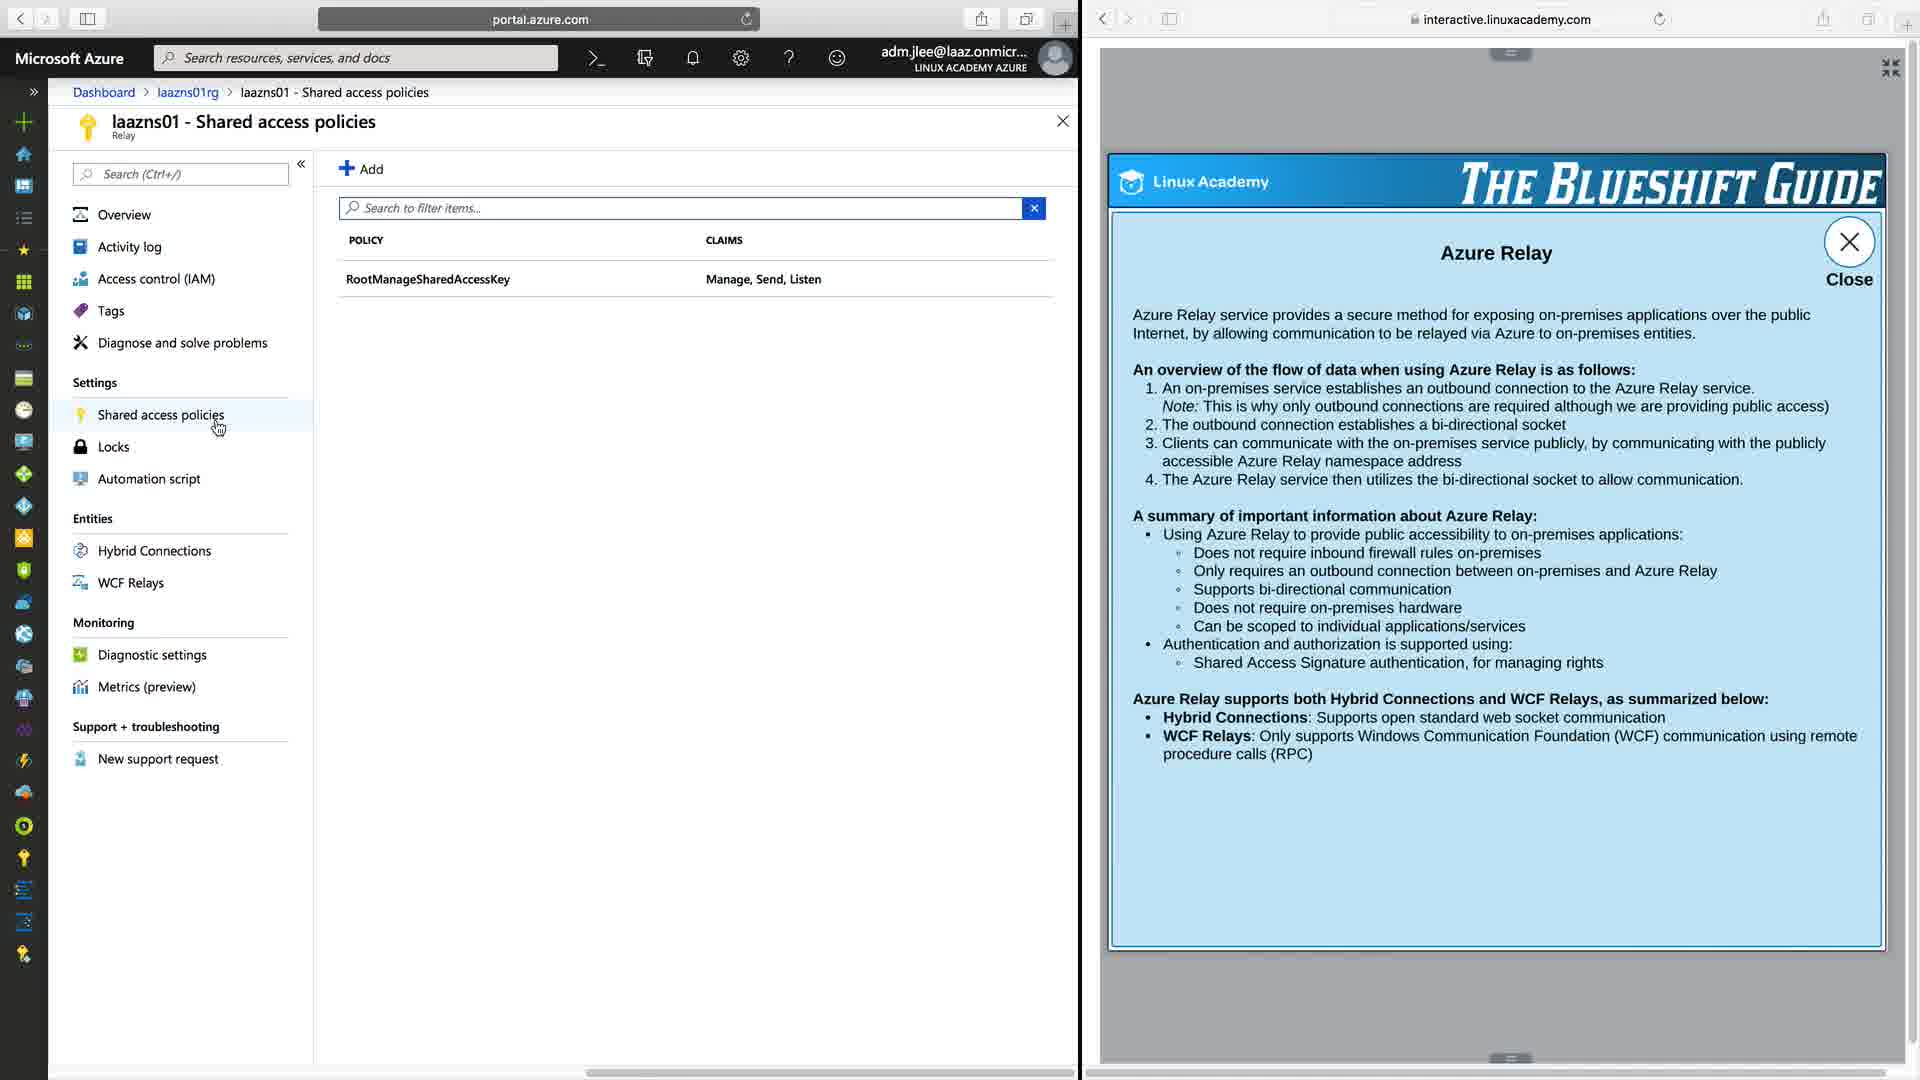 portal.azure.com
Microsoft Azure
Search resources, services, and docs
adm.jlee@laaz.onmicr...
LINUX ACADEMY AZURE
Dashboard > laazns01rg > laazns01 - Shared access policies
laazns01 - Shared access policies
Relay
Search (Ctrl+/)
Overview
Activity log
Access control (IAM)
Tags
Diagnose and solve problems
Settings
Shared access policies
Locks
Automation script
Entities
Hybrid Connections
WCF Relays
Monitoring
Diagnostic settings
Metrics (preview)
Support + troubleshooting
New support request
Add
Search to filter items...
POLICY CLAIMS
RootManageSharedAccessKey Manage, Send, Listen
interactive.linuxacademy.com
Linux Academy
THE BLUESHIFT GUIDE
Azure Relay
Close
Azure Relay service provides a secure method for exposing on-premises applications over the public
Internet, by allowing communication to be relayed via Azure to on-premises entities.
An overview of the flow of data when using Azure Relay is as follows:
1. An on-premises service establishes an outbound connection to the Azure Relay service.
Note: This is why only outbound connections are required although we are providing public access)
2. The outbound connection establishes a bi-directional socket
3. Clients can communicate with the on-premises service publicly, by communicating with the publicly
accessible Azure Relay namespace address
4. The Azure Relay service then utilizes the bi-directional socket to allow communication.
A summary of important information about Azure Relay:
• Using Azure Relay to provide public accessibility to on-premises applications:
◦ Does not require inbound firewall rules on-premises
◦ Only requires an outbound connection between on-premises and Azure Relay
◦ Supports bi-directional communication
◦ Does not require on-premises hardware
◦ Can be scoped to individual applications/services
• Authentication and authorization is supported using:
◦ Shared Access Signature authentication, for managing rights
Azure Relay supports both Hybrid Connections and WCF Relays, as summarized below:
• Hybrid Connections: Supports open standard web socket communication
• WCF Relays: Only supports Windows Communication Foundation (WCF) communication using remote
procedure calls (RPC)